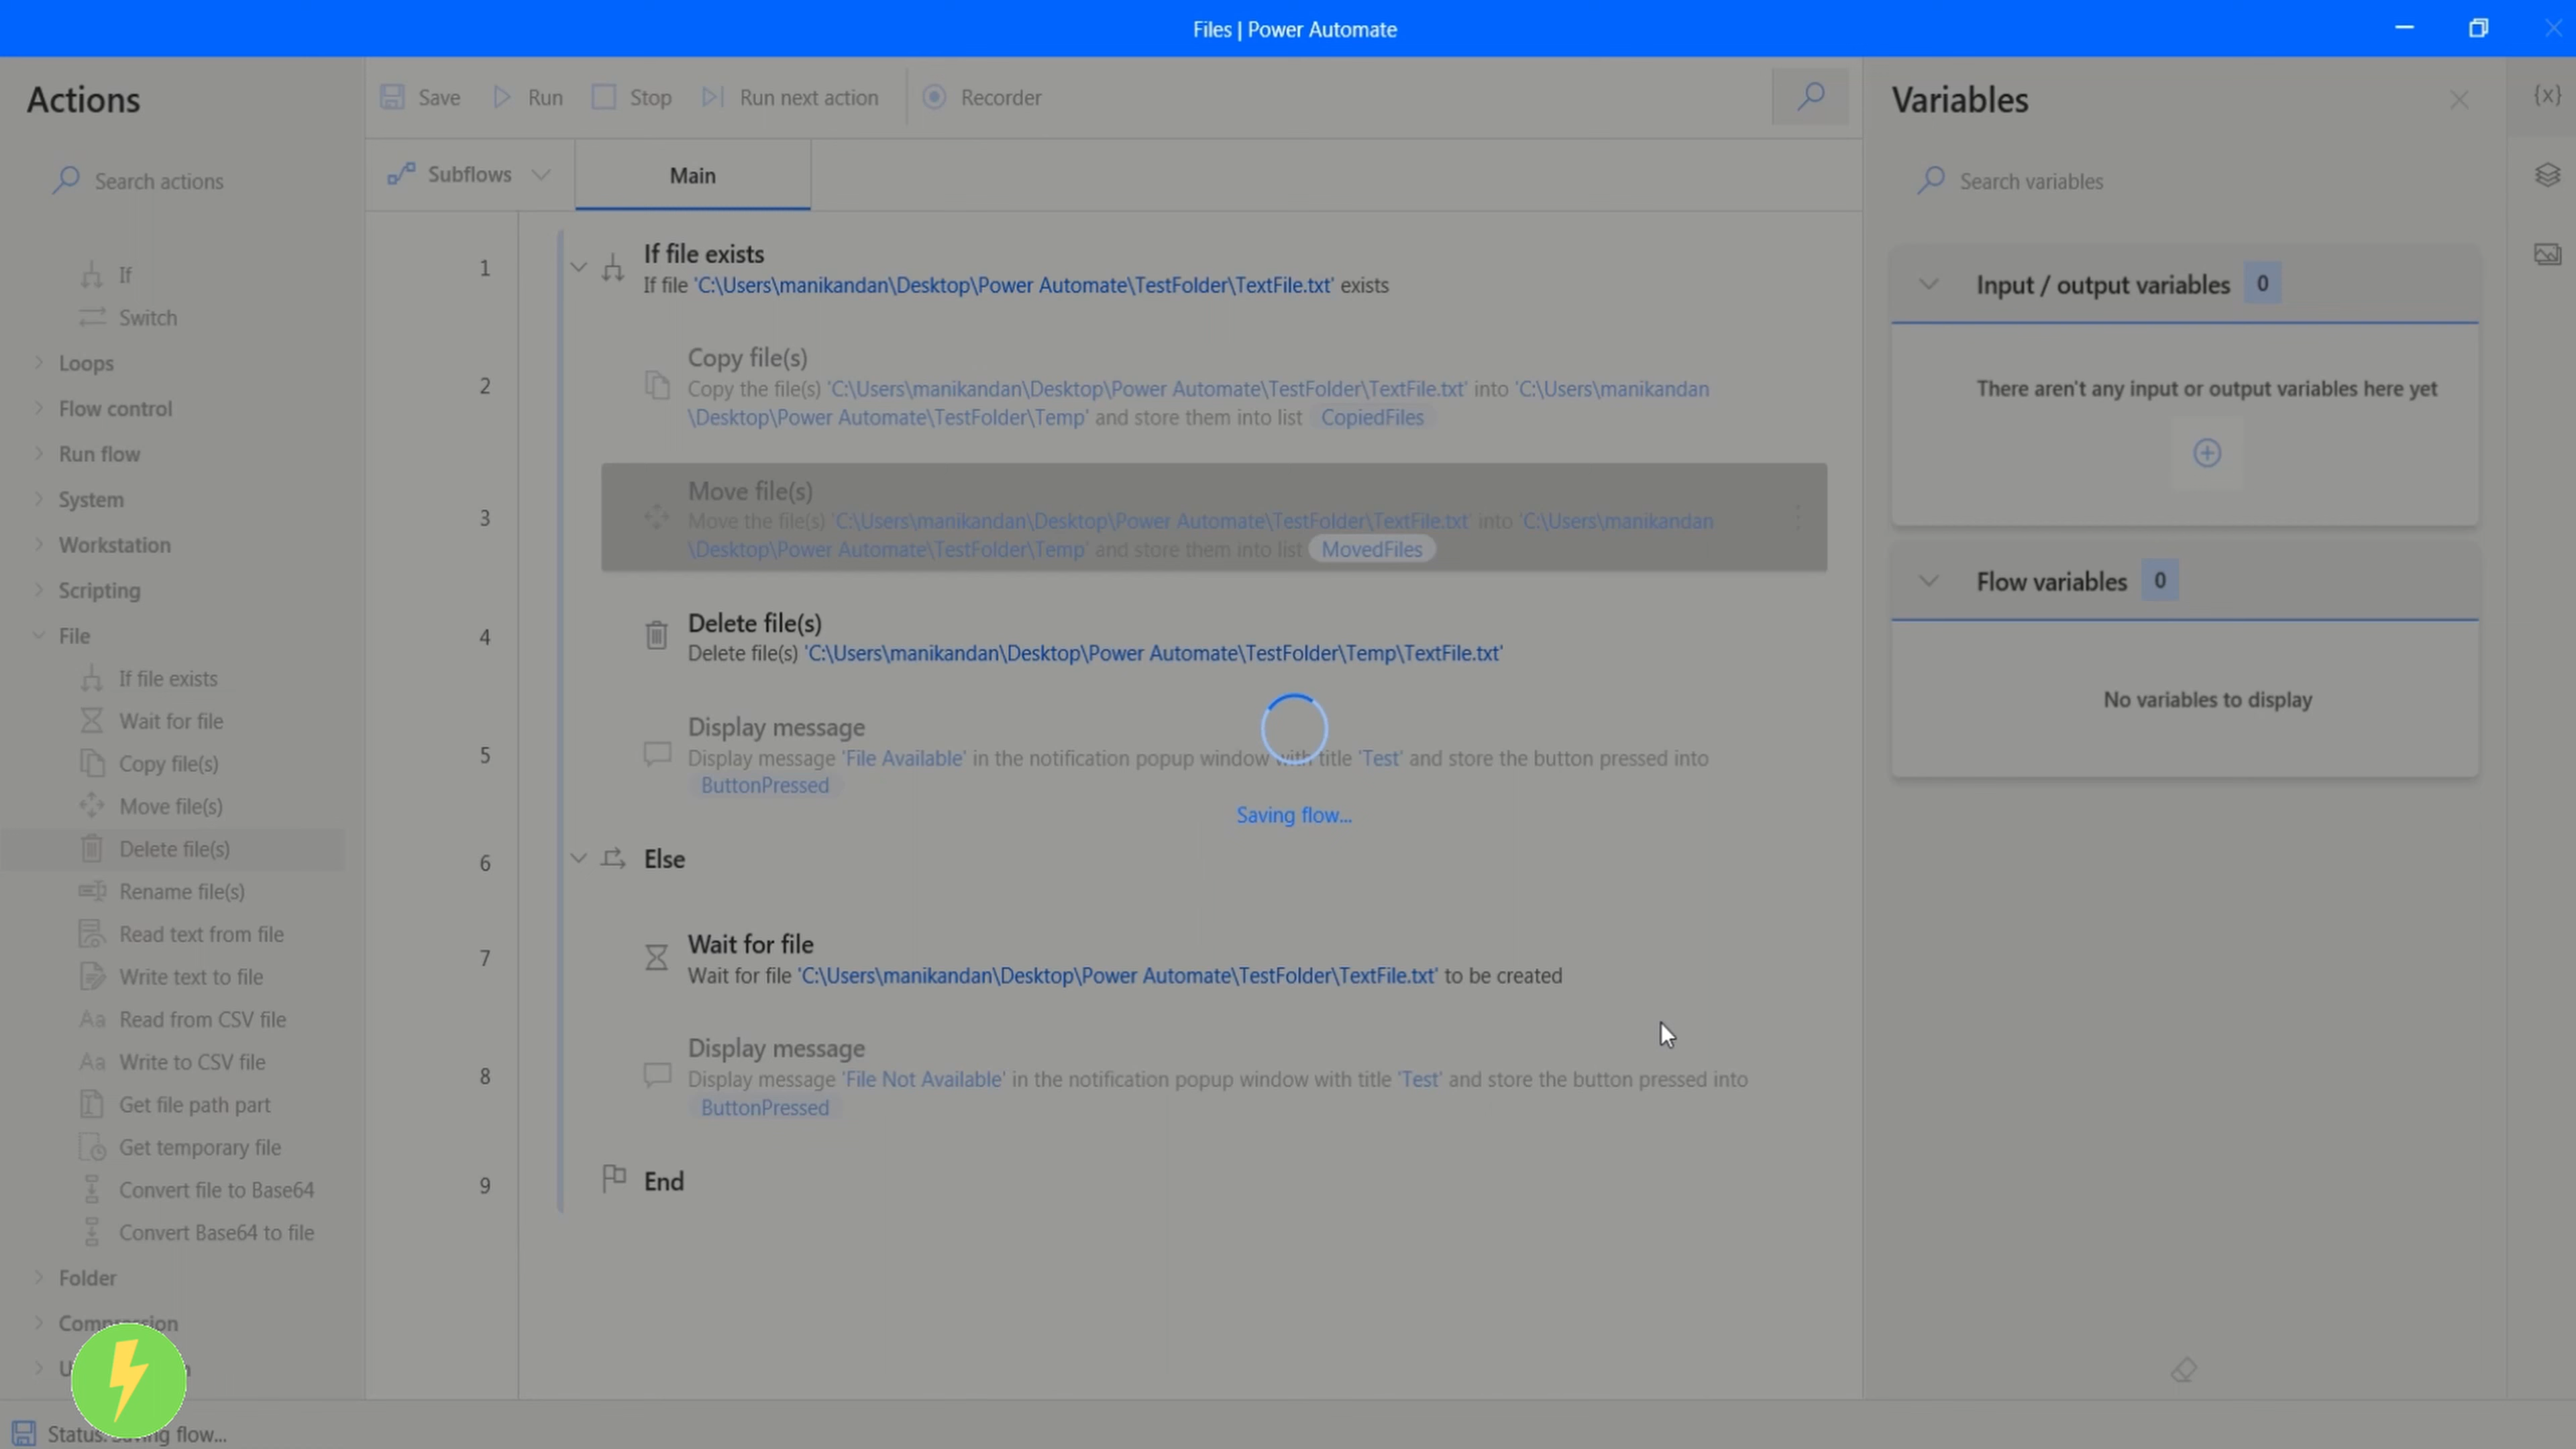 Files | Power Automate
Actions
Save
Run
Stop
Run next action
Recorder
Variables
{x}
Search actions
Subflows
Main
Search variables
If
Switch
Loops
Flow control
Run flow
System
Workstation
Scripting
File
If file exists
Wait for file
Copy file(s)
Move file(s)
Delete file(s)
Rename file(s)
Read text from file
Write text to file
Aa Read from CSV file
Aa Write to CSV file
Get file path part
Get temporary file
Convert file to Base64
Convert Base64 to file
Folder
Compression
1
If file exists
If file 'C:\Users\manikandan\Desktop\Power Automate\TestFolder\TextFile.txt' exists
2
Copy file(s)
Copy the file(s) 'C:\Users\manikandan\Desktop\Power Automate\TestFolder\TextFile.txt' into 'C:\Users\manikandan
\Desktop\Power Automate\TestFolder\Temp' and store them into list CopiedFiles
3
Move file(s)
Move the file(s) 'C:\Users\manikandan\Desktop\Power Automate\TestFolder\TextFile.txt' into 'C:\Users\manikandan
\Desktop\Power Automate\TestFolder\Temp' and store them into list MovedFiles
4
Delete file(s)
Delete file(s) 'C:\Users\manikandan\Desktop\Power Automate\TestFolder\Temp\TextFile.txt'
5
Display message
Display message 'File Available' in the notification popup window with title 'Test' and store the button pressed into
ButtonPressed
Saving flow...
6
Else
7
Wait for file
Wait for file 'C:\Users\manikandan\Desktop\Power Automate\TestFolder\TextFile.txt' to be created
8
Display message
Display message 'File Not Available' in the notification popup window with title 'Test' and store the button pressed into
ButtonPressed
9
End
Input / output variables 0
There aren't any input or output variables here yet
Flow variables 0
No variables to display
Status: Saving flow...